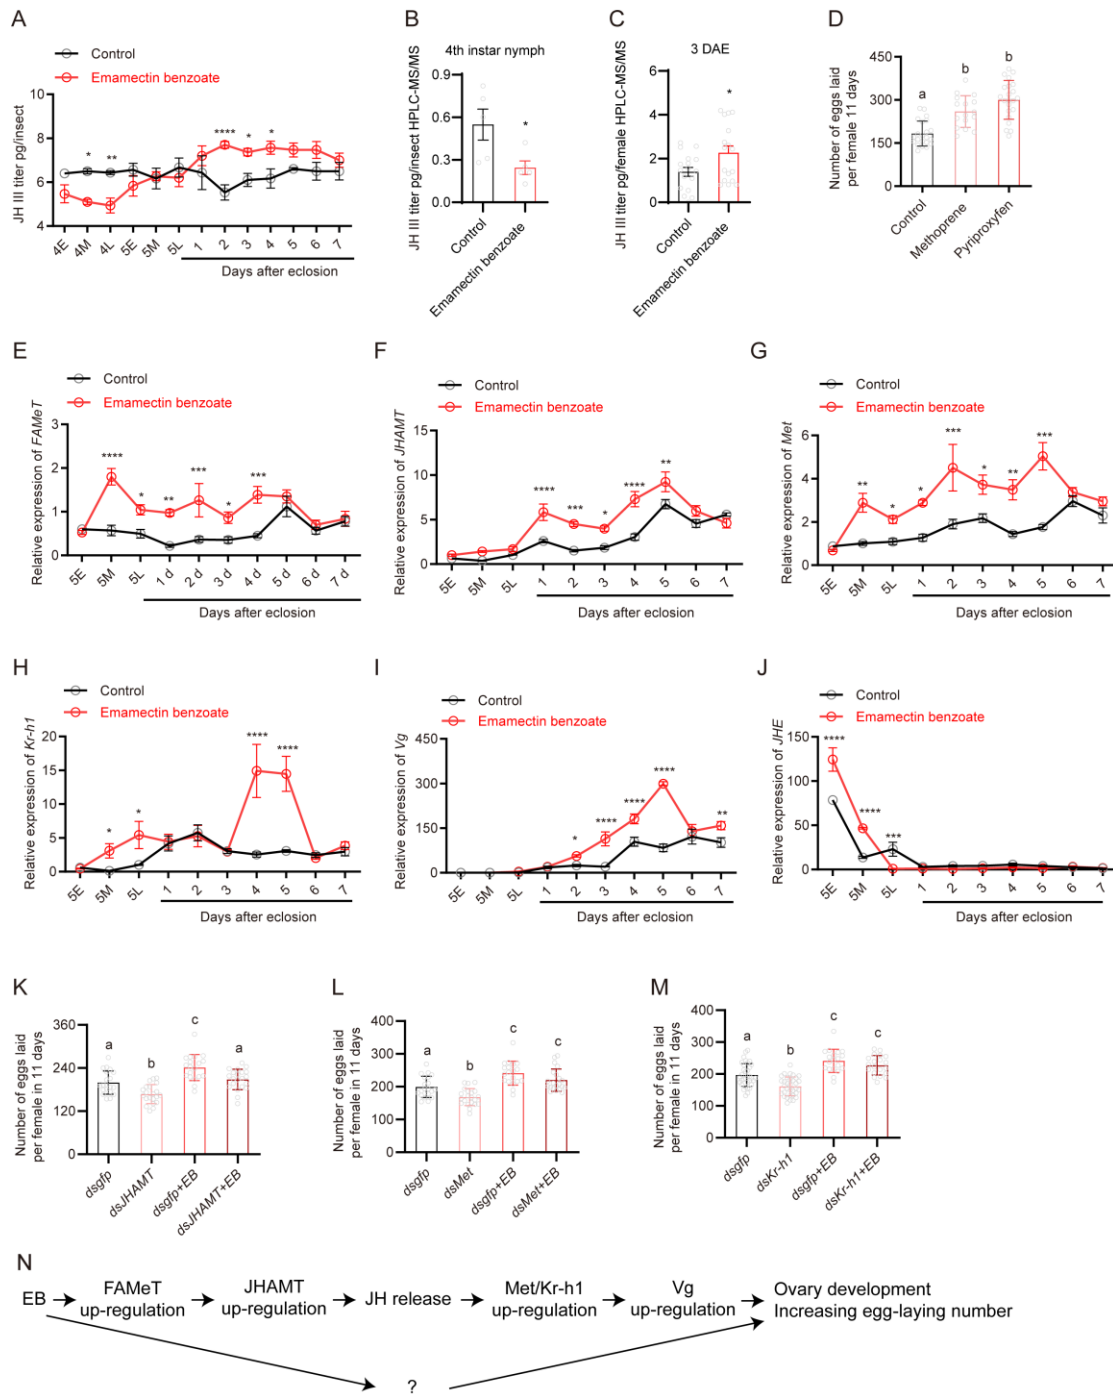 A
Control
Emamectin benzoate
JH III titer pg/insect
10
8
6
4
**** * *
* **
4E 4M 4L 5E 5M 5L 1 2 3 4 5 6 7
Days after eclosion
B
4th instar nymph
JH III titer pg/insect HPLC-MS/MS
0.9
0.6
0.3
0.0
*
Control
Emamectin benzoate
C
3 DAE
JH III titer pg/female HPLC-MS/MS
6
4
2
0
*
Control
Emamectin benzoate
D
Number of eggs laid
per female 11 days
450
300
150
0
a b b
Control
Methoprene
Pyriproxyfen
E
Control
Emamectin benzoate
Relative expression of FAMeT
3
2
1
0
**** * ** *** * ***
5E 5M 5L 1 d 2 d 3 d 4 d 5 d 6 d 7 d
Days after eclosion
F
Control
Emamectin benzoate
Relative expression of JHAMT
15
10
5
0
**** *** * **** **
5E 5M 5L 1 2 3 4 5 6 7
Days after eclosion
G
Control
Emamectin benzoate
Relative expression of Met
6
4
2
0
** * * *** * ** ***
5E 5M 5L 1 2 3 4 5 6 7
Days after eclosion
H
Control
Emamectin benzoate
Relative expression of Kr-h1
20
15
10
5
0
* * **** ****
5E 5M 5L 1 2 3 4 5 6 7
Days after eclosion
I
Control
Emamectin benzoate
Relative expression of Vg
450
300
150
0
* **** **** **** **
5E 5M 5L 1 2 3 4 5 6 7
Days after eclosion
J
Control
Emamectin benzoate
Relative expression of JHE
150
100
50
0
**** **** ***
5E 5M 5L 1 2 3 4 5 6 7
Days after eclosion
K
Number of eggs laid
per female in 11 days
360
240
120
0
a b c a
dsgfp
dsJHAMT
dsgfp+EB
dsJHAMT+EB
L
Number of eggs laid
per female in 11 days
400
300
200
100
0
a b c c
dsgfp
dsMet
dsgfp+EB
dsMet+EB
M
Number of eggs laid
per female in 11 days
400
300
200
100
0
a b c c
dsgfp
dsKr-h1
dsgfp+EB
dsKr-h1+EB
N
EB
FAMeT
up-regulation
JHAMT
up-regulation
JH release
Met/Kr-h1
up-regulation
Vg
up-regulation
Ovary development
Increasing egg-laying number
?